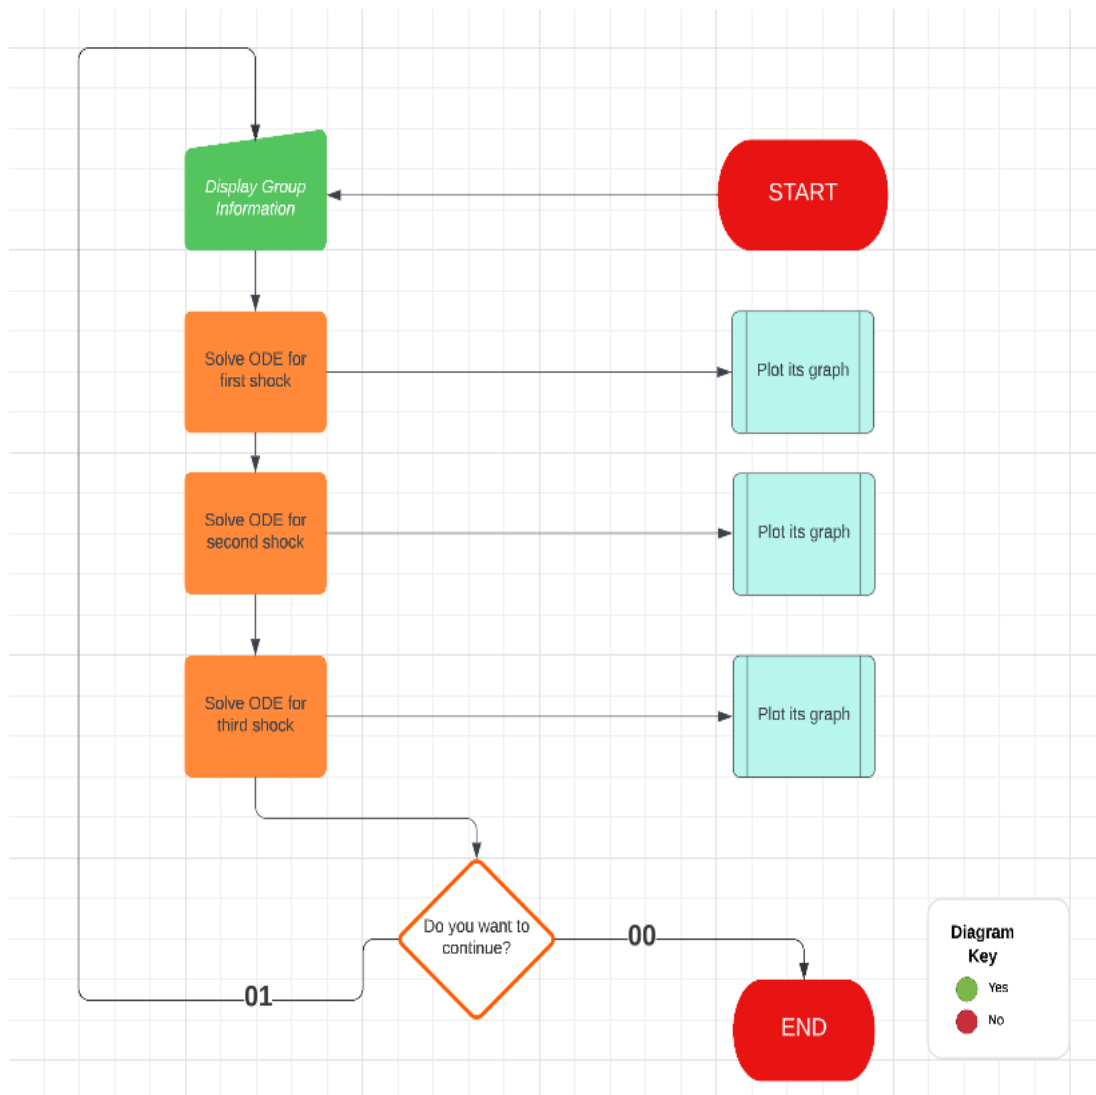 START
Display Group
Information
Solve ODE for
first shock
Plot its graph
Solve ODE for
second shock
Plot its graph
Solve ODE for
third shock
Plot its graph
Do you want to
continue?
00
01
END
Diagram
Key
Yes
No